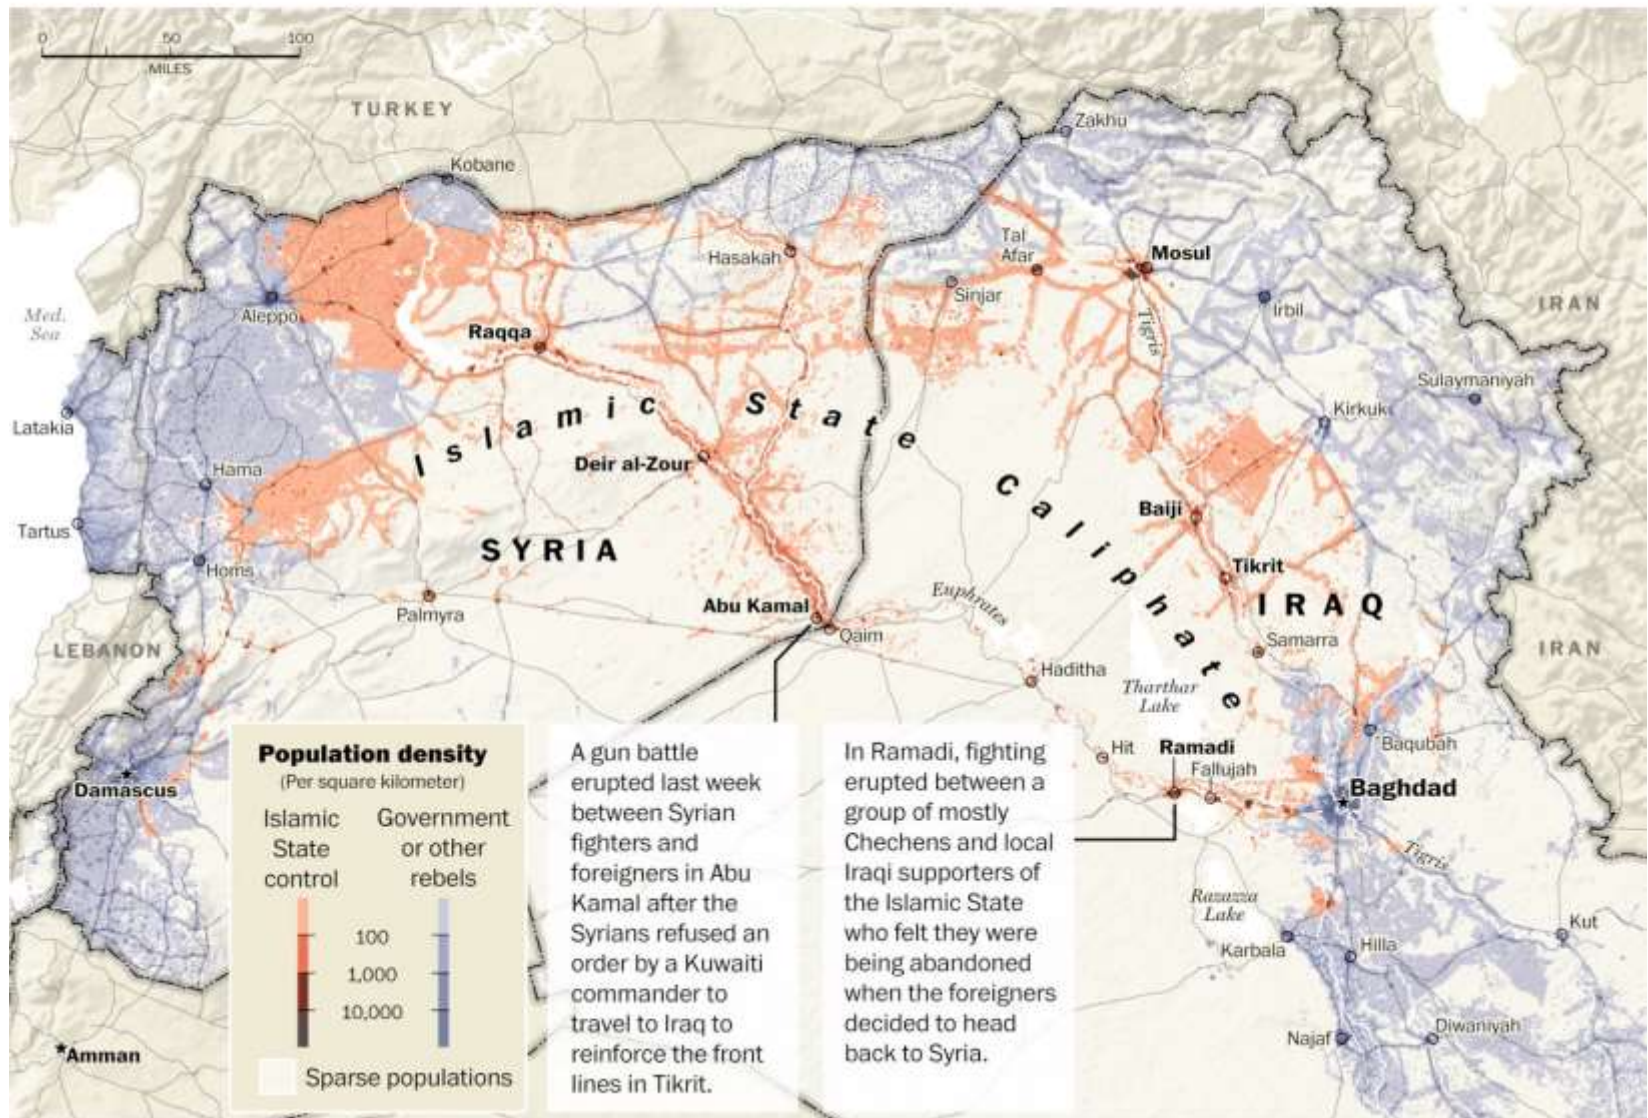 0 50 100
MILES
TURKEY
Zakhu
Kobane
Tal
Afar
Mosul
Hasakah
Sinjar
Irbil
IRAN
Med.
Sea
Aleppo
Raqqa
Tigris
Sulaymaniyah
Kirkuk
Latakia
Islamic State Caliphate
Hama
Deir al-Zour
Baiji
Tartus
SYRIA
Homs
Tikrit
IRAQ
Palmyra
Abu Kamal
Qaim
Euphrates
Samarra
LEBANON
IRAN
Haditha
Tharthar
Lake
Hit
Ramadi
Fallujah
Baqubah
Damascus
Baghdad
Tigris
Razazza
Lake
Karbala
Hilla
Kut
Najaf
Diwaniyah
Amman
Population density
(Per square kilometer)
Islamic
State
control
Government
or other
rebels
100
1,000
10,000
Sparse populations
A gun battle
erupted last week
between Syrian
fighters and
foreigners in Abu
Kamal after the
Syrians refused an
order by a Kuwaiti
commander to
travel to Iraq to
reinforce the front
lines in Tikrit.
In Ramadi, fighting
erupted between a
group of mostly
Chechens and local
Iraqi supporters of
the Islamic State
who felt they were
being abandoned
when the foreigners
decided to head
back to Syria.